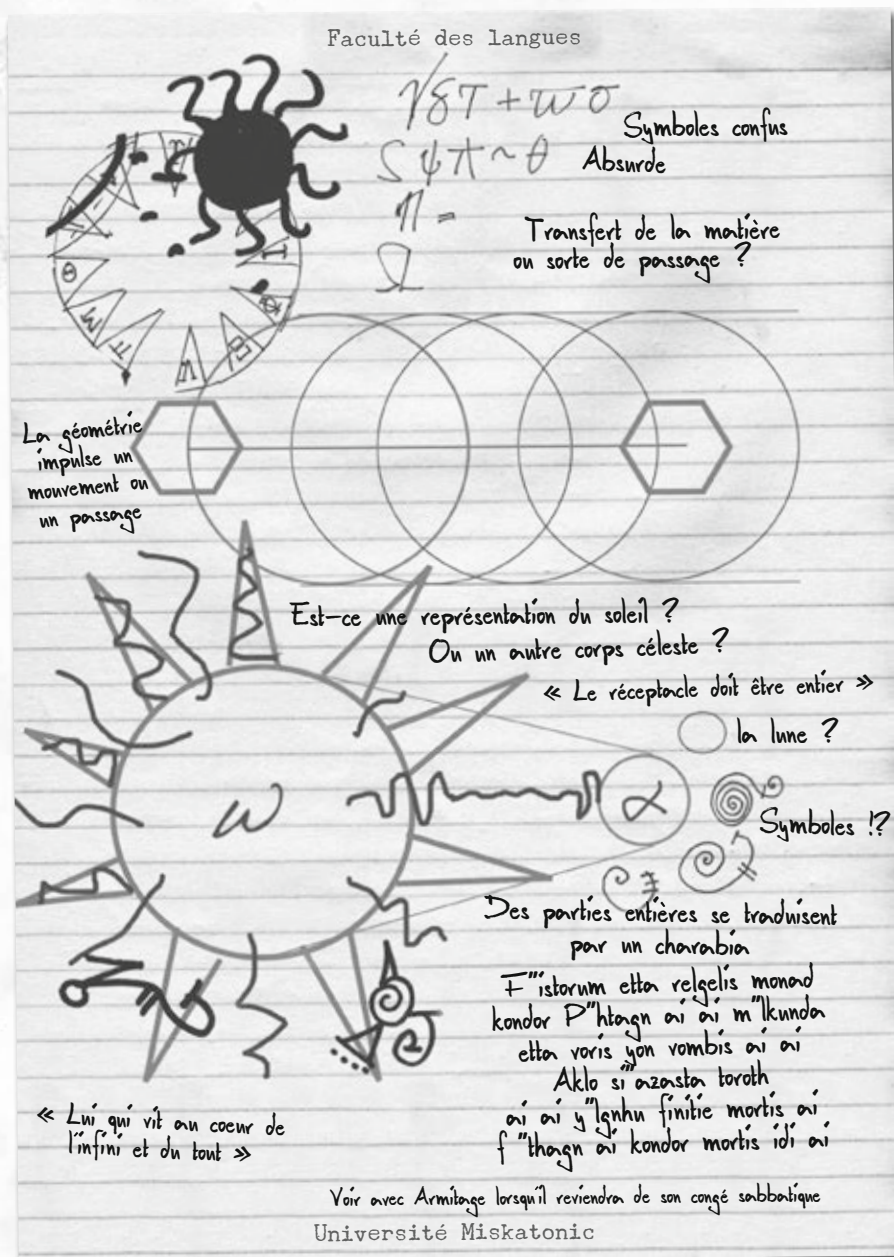 Faculté des langues
γδT + ωσ
Symboles confus
Absurde
Transfert de la matière
ou sorte de passage ?
La géométrie
impulse un
mouvement ou
un passage
Est-ce une représentation du soleil ?
Ou un autre corps céleste ?
« Le réceptacle doit être entier »
la lune ?
ω
α
Symboles !?
Des parties entières se traduisent
par un charabia
F'''istorum etta relgelis monad
kondor P''htagn ai ai m''lkunda
etta voris yon vombis ai ai
Aklo si'''azasta toroth
ai ai y''lgnhu finitie mortis ai
f ''thagn ai kondor mortis idi ai
« Lui qui vit au coeur de
l'infini et du tout »
Voir avec Armitage lorsqu'il reviendra de son congé sabbatique
Université Miskatonic